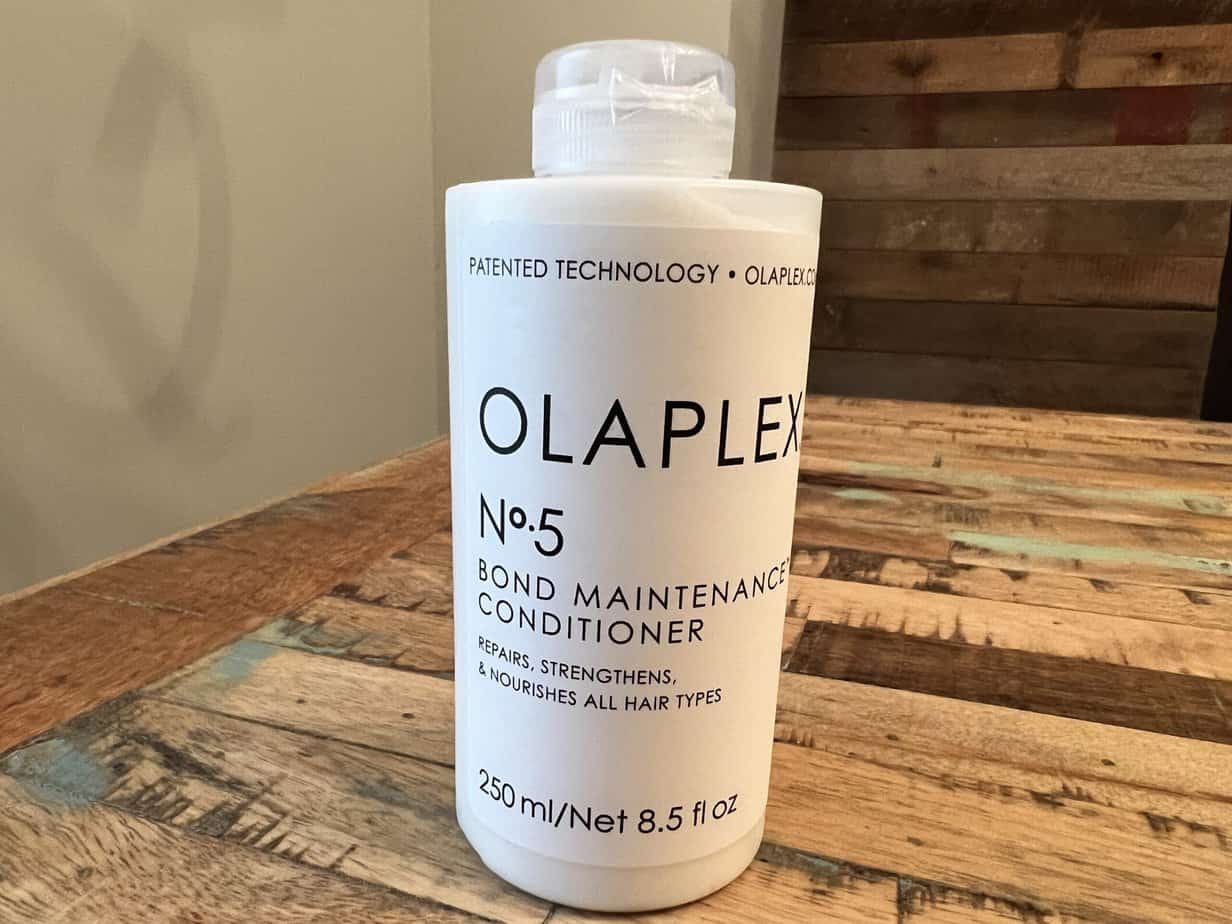 PATENTED TECHNOLOGY • OLAPLEX.CO
OLAPLEX.
Nº.5
BOND MAINTENANCE™
CONDITIONER
REPAIRS, STRENGTHENS,
& NOURISHES ALL HAIR TYPES
250 ml/Net 8.5 fl oz